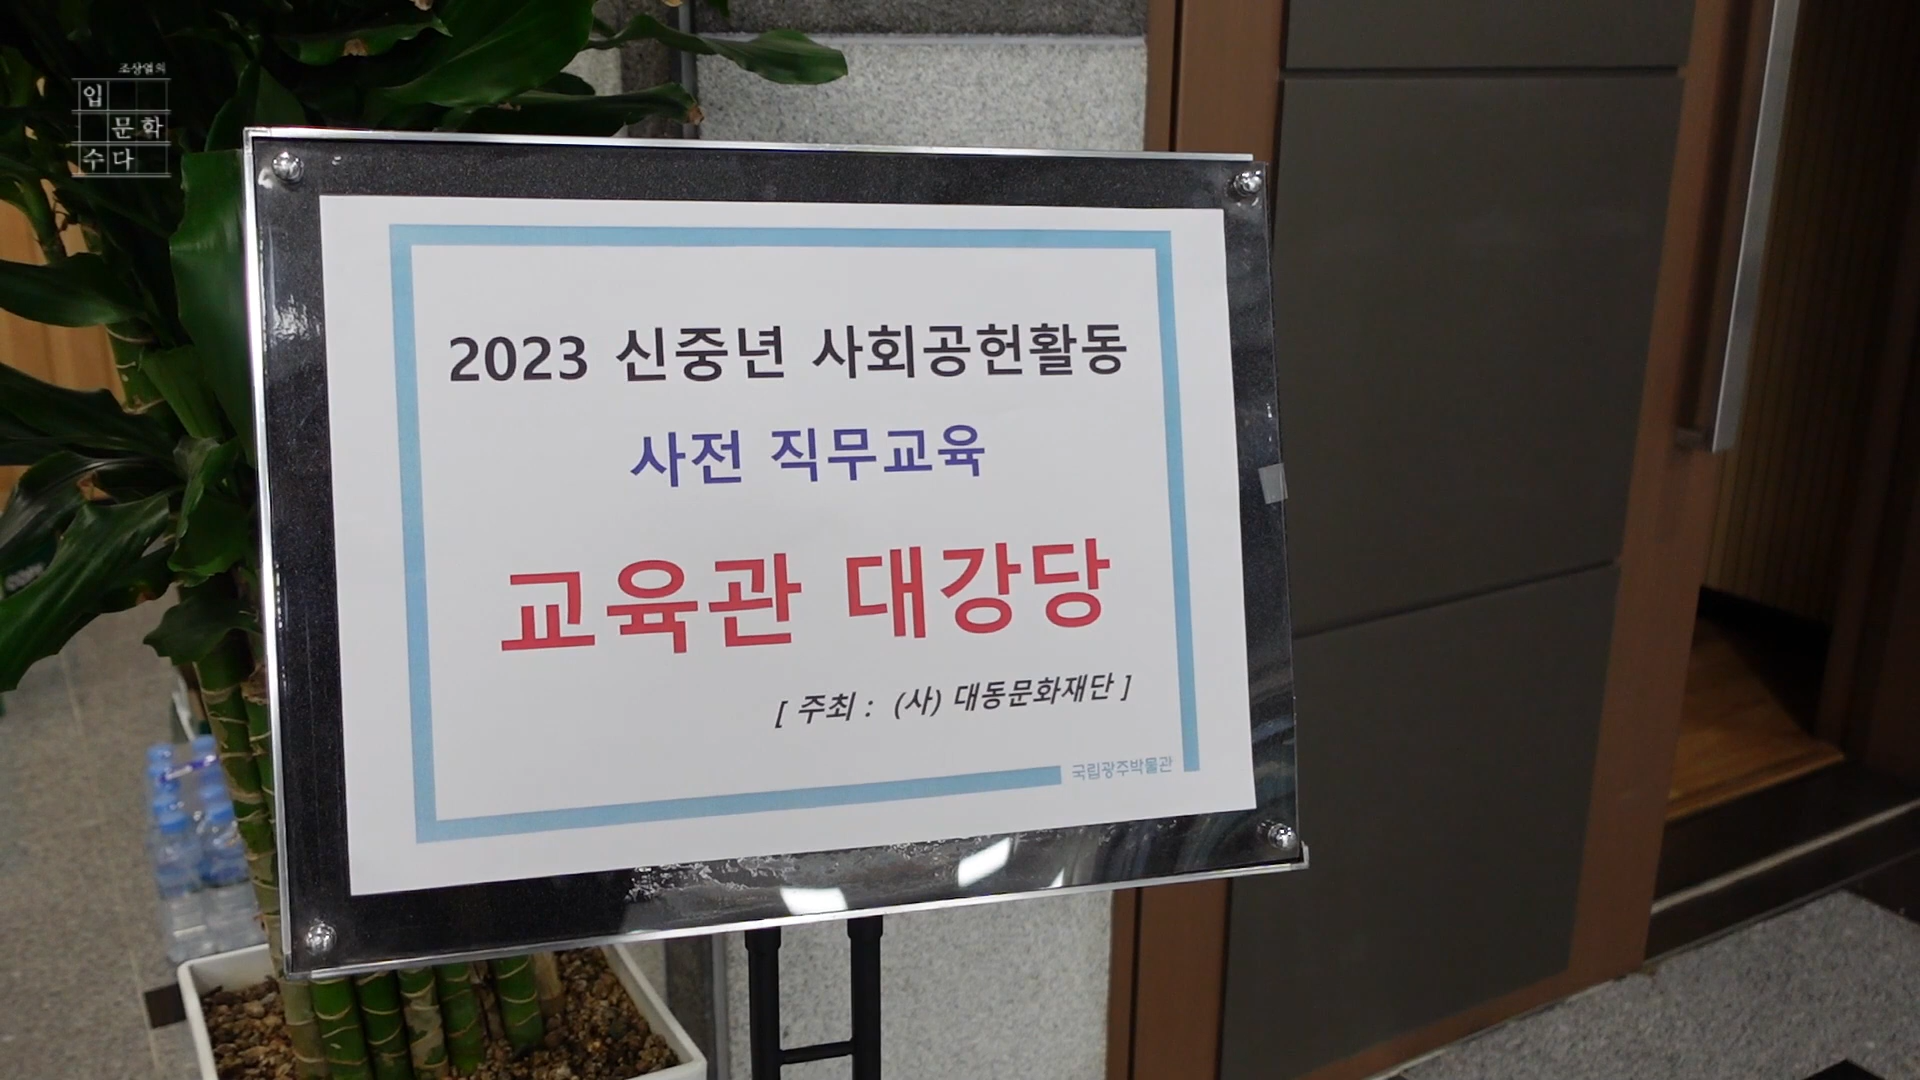 조상열의
입
문학
수다
2023 신중년 사회공헌활동
사전 직무교육
교육관 대강당
[ 주최 : (사) 대동문화재단 ]
국립광주박물관